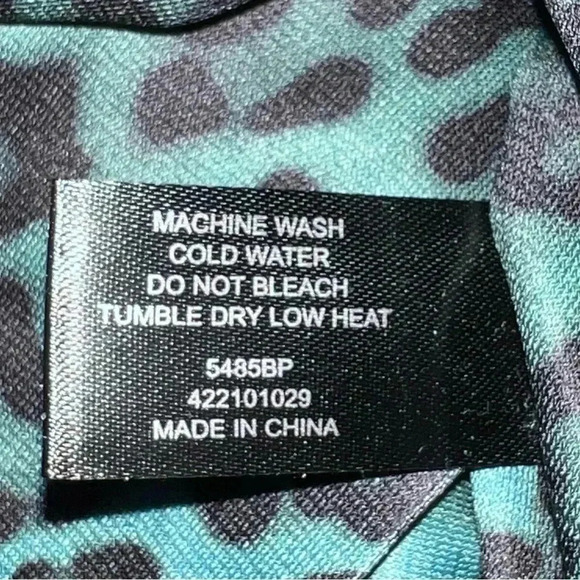 MACHINE WASH
COLD WATER
DO NOT BLEACH
TUMBLE DRY LOW HEAT
5485BP
422101029
MADE IN CHINA